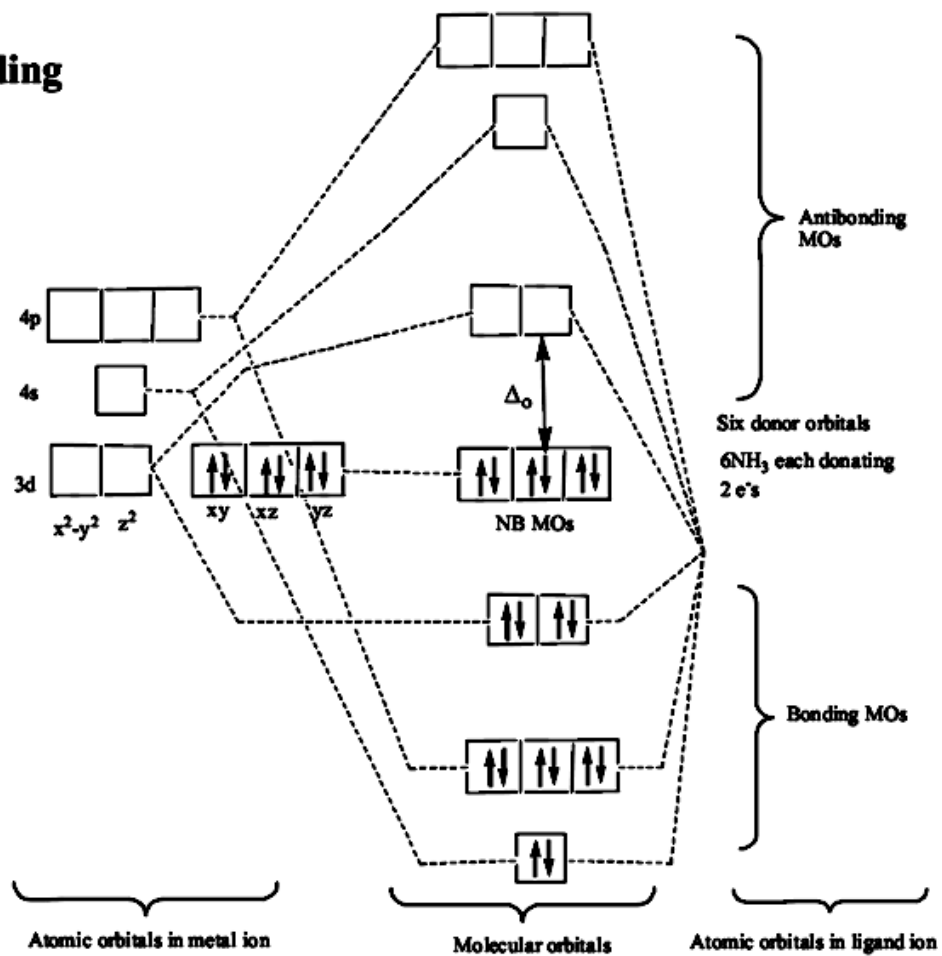 ding
4p
4s
3d
x²-y² z²
xy xz yz
Δo
NB MOs
Antibonding
MOs
Six donor orbitals
6NH₃ each donating
2 e⁻s
Bonding MOs
Atomic orbitals in metal ion
Molecular orbitals
Atomic orbitals in ligand ion